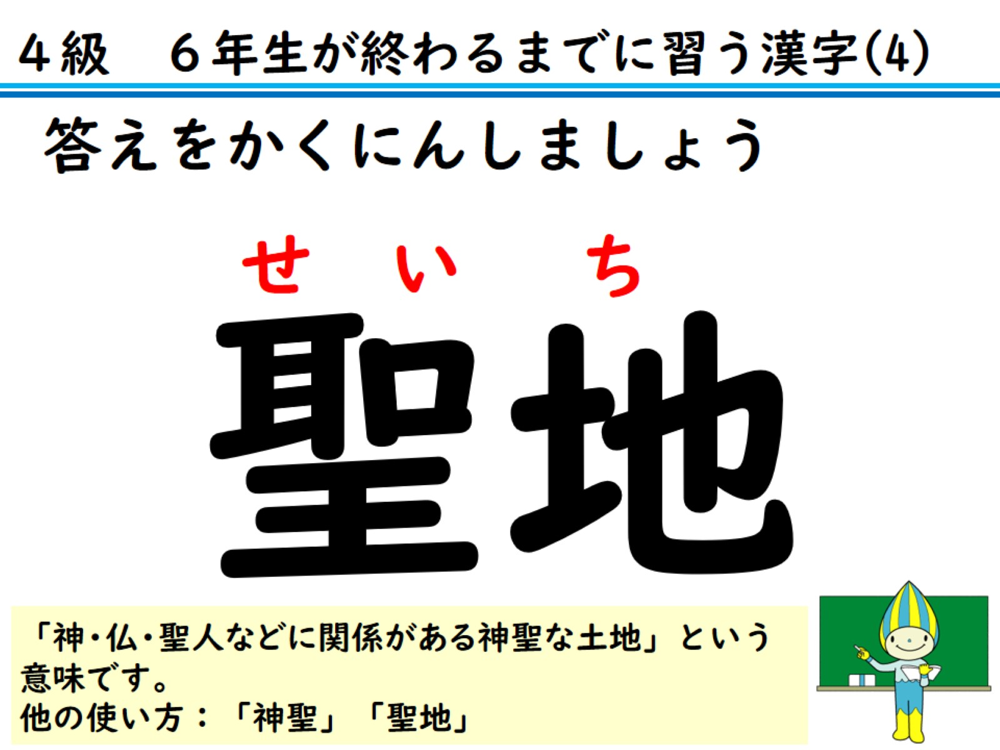 ４級　６年生が終わるまでに習う漢字(4)
答えをかくにんしましょう
せいち
聖地
「神・仏・聖人などに関係がある神聖な土地」という
意味です。
他の使い方：「神聖」「聖地」